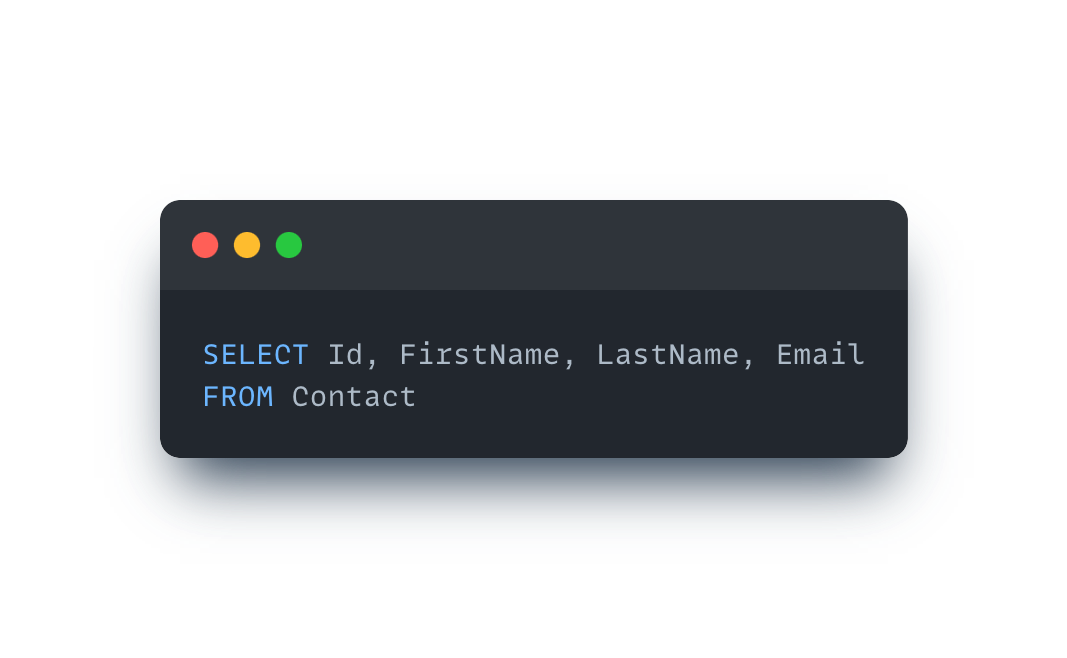 SELECT Id, FirstName, LastName, Email
FROM Contact